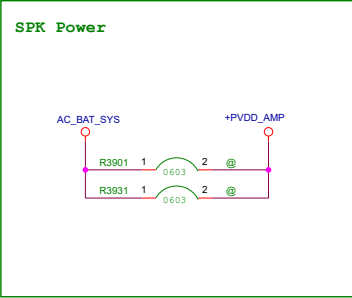 SPK Power
AC_BAT_SYS
+PVDD_AMP
R3901 1 2 @
0603
R3931 1 2 @
0603